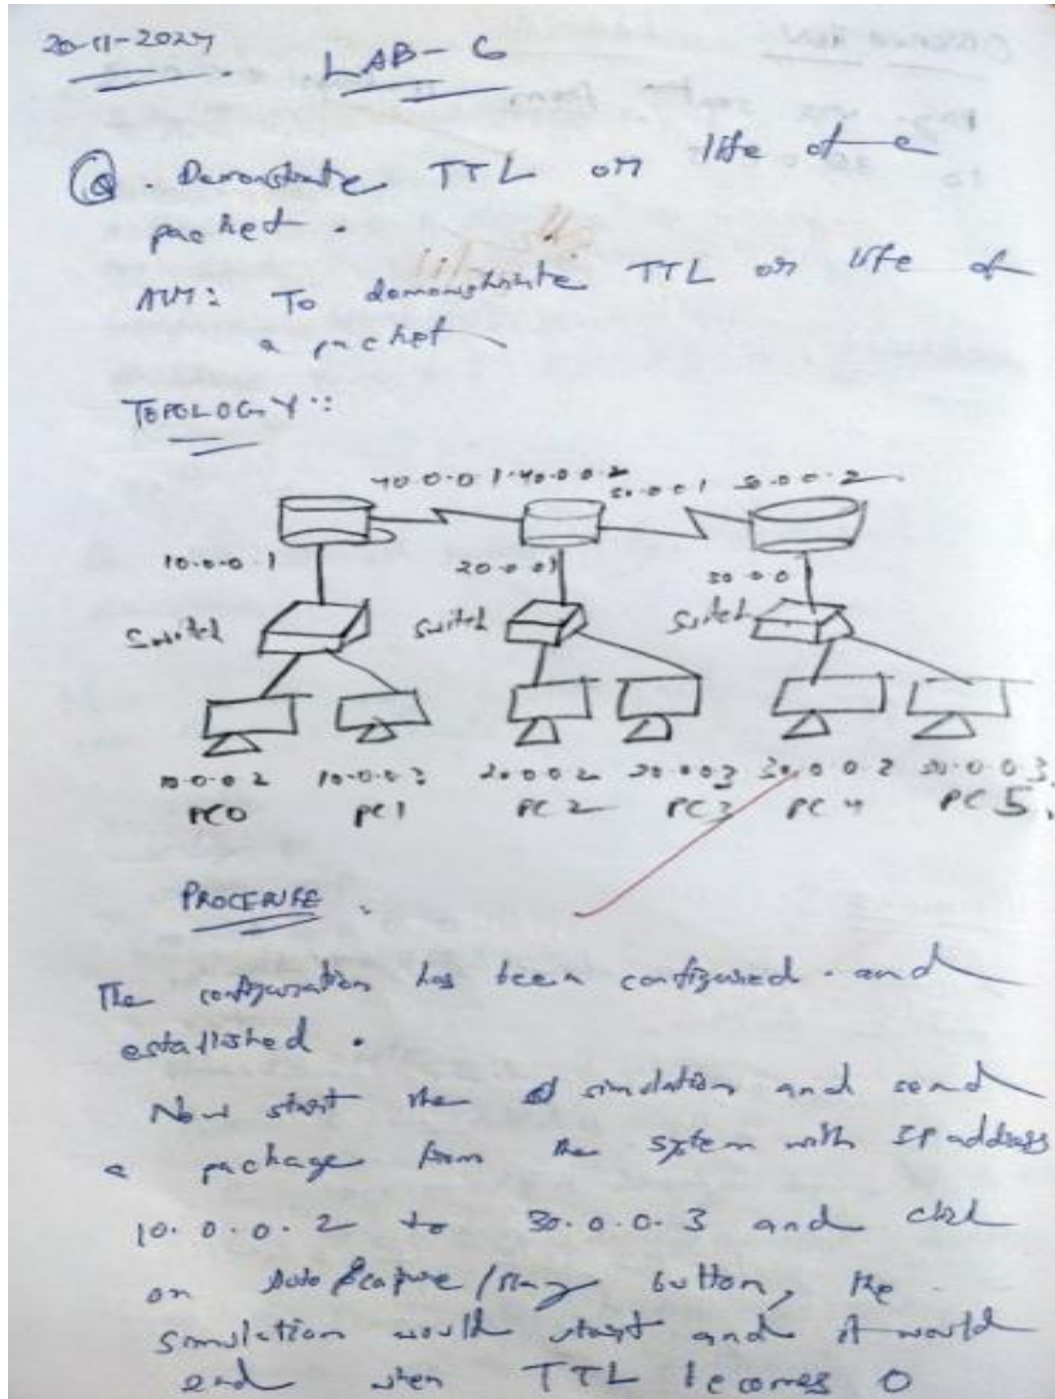 20-11-2024
LAB-6
Q. Demonstrate TTL or life of a
packet.
AIM: To demonstrate TTL or life of
a packet
TOPOLOGY:
40.0.0.1 40.0.0.2 50.0.0.1 50.0.0.2
10.0.0.1 20.0.0.1 30.0.0
Switch Switch Switch
10.0.0.2 10.0.0.3 20.0.0.2 20.0.0.3 30.0.0.2 30.0.0.3
PC0 PC1 PC2 PC3 PC4 PC5
PROCEDURE
The configuration has been configured and
established.
Now start the simulation and send
a package from the system with IP address
10.0.0.2 to 30.0.0.3 and
on Auto capture/Play button, the
simulation would start and it would
end when TTL becomes 0